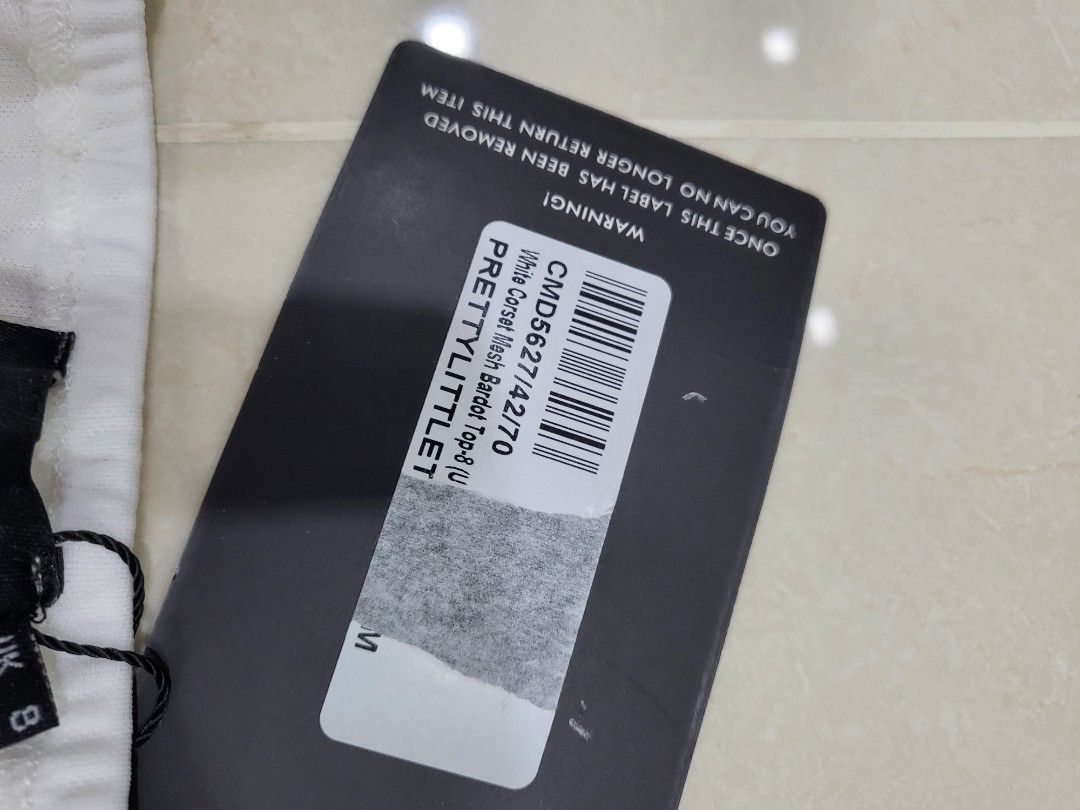 WARNING!
ONCE THIS LABEL HAS BEEN REMOVED
YOU CAN NO LONGER RETURN THIS ITEM
CMD5627/42/70
White Corset Mesh Bardot Top-8 (U
PRETTYLITTLET
M
UK 8